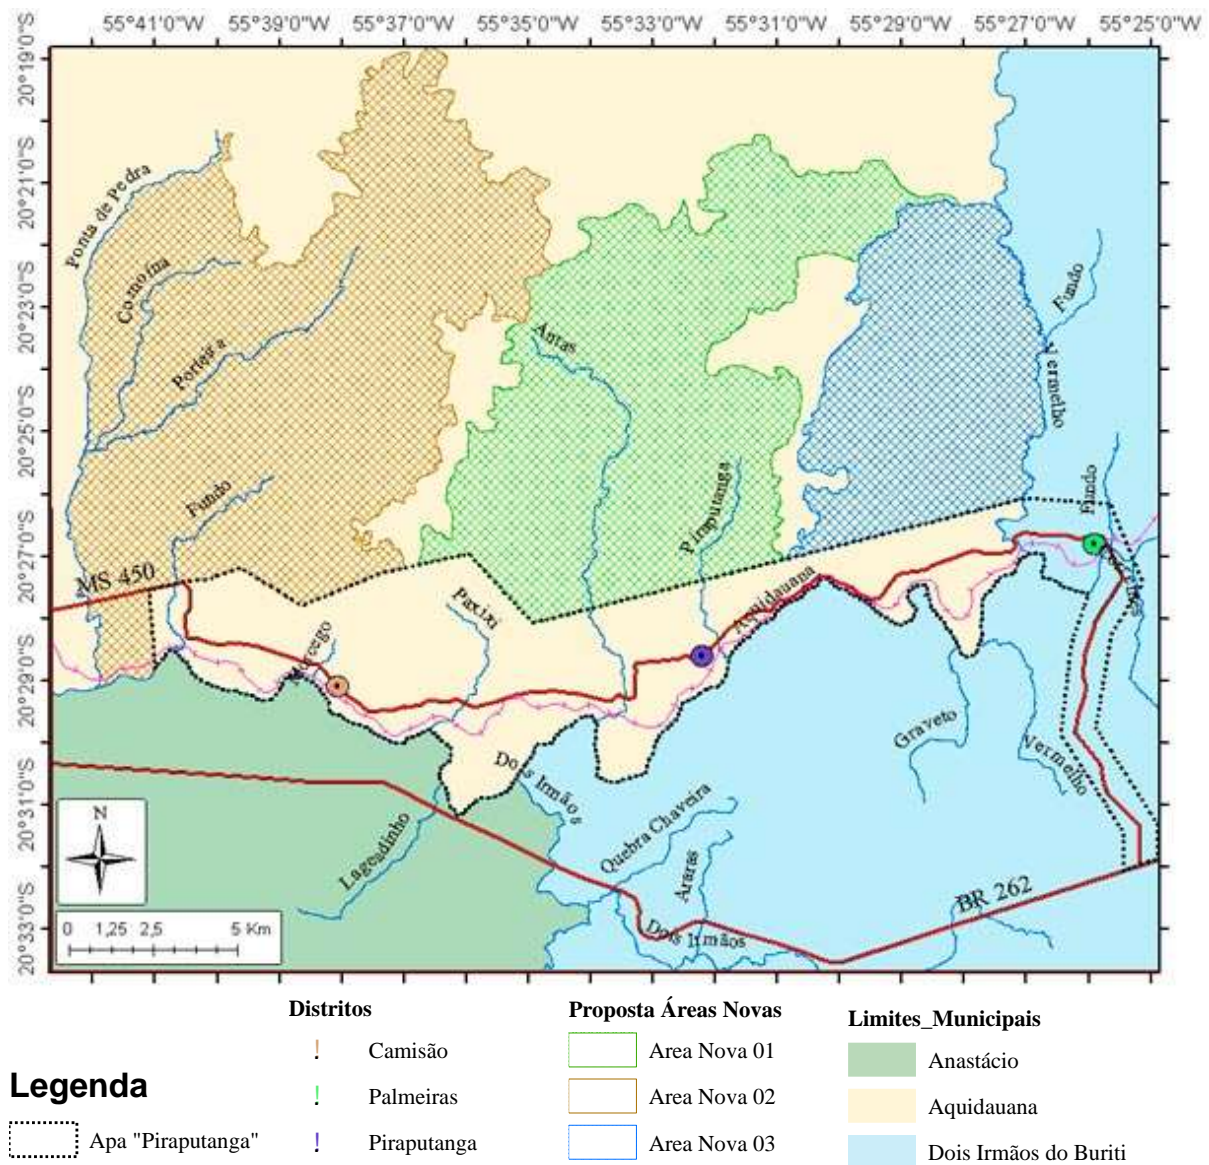 55°41'0"W 55°39'0"W 55°37'0"W 55°35'0"W 55°33'0"W 55°31'0"W 55°29'0"W 55°27'0"W 55°25'0"W
20°19'0"S
20°21'0"S
20°23'0"S
20°25'0"S
20°27'0"S
20°29'0"S
20°31'0"S
20°33'0"S
Ponta de Pedra
Fundo
Antas
Vermelho
Piraputanga
Fundo
Fundo
MS 450
Paxixi
Aquidauana
Morcego
Graveto
Vermelho
Dois Irmãos
Quebra Chaveira
Lageadinho
Araras
BR 262
Dois Irmãos
N
0 1,25 2,5 5 Km
Legenda
Apa "Piraputanga"
Distritos
Camisão
Palmeiras
Piraputanga
Proposta Áreas Novas
Area Nova 01
Area Nova 02
Area Nova 03
Limites_Municipais
Anastácio
Aquidauana
Dois Irmãos do Buriti